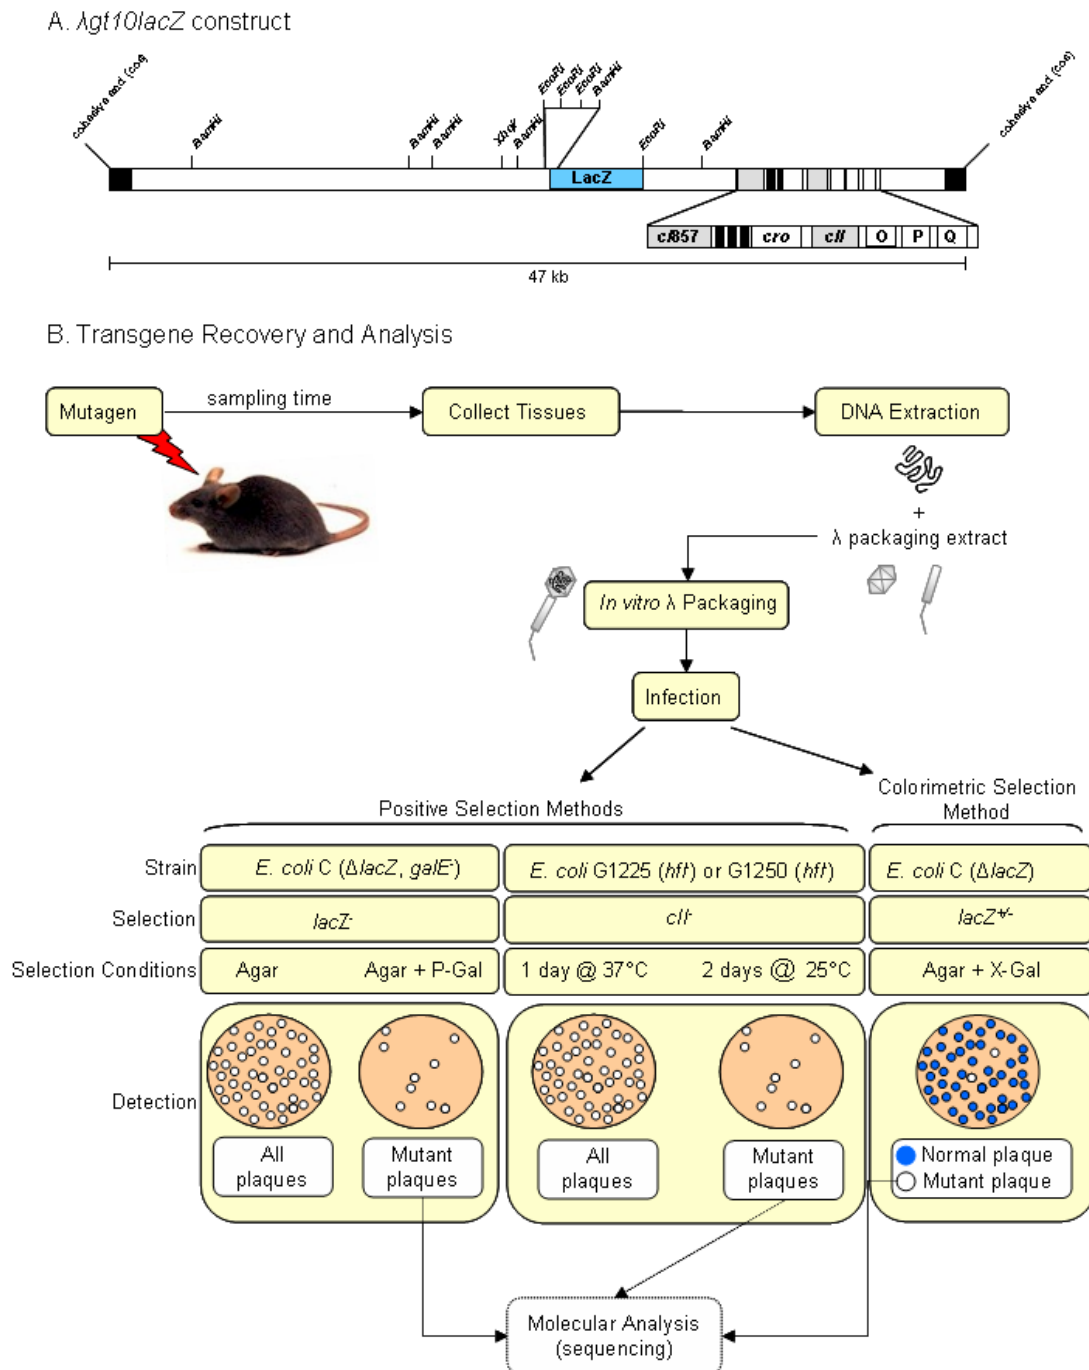 A. λgt10lacZ construct
cohesive end (cos)
BamHI
BamHI
BamHI
XbaI
BamHI
EcoRI
EcoRI
EcoRI
BamHI
EcoRI
BamHI
cohesive end (cos)
LacZ
cI857
cro
cII
O
P
Q
47 kb
B. Transgene Recovery and Analysis
Mutagen
sampling time
Collect Tissues
DNA Extraction
+
λ packaging extract
In vitro λ Packaging
Infection
Positive Selection Methods
Colorimetric Selection
Method
Strain
E. coli C (ΔlacZ, galE-)
E. coli G1225 (hfl) or G1250 (hfl)
E. coli C (ΔlacZ)
Selection
lacZ-
cII-
lacZ+/-
Selection Conditions
Agar
Agar + P-Gal
1 day @ 37°C
2 days @ 25°C
Agar + X-Gal
Detection
All
plaques
Mutant
plaques
All
plaques
Mutant
plaques
Normal plaque
Mutant plaque
Molecular Analysis
(sequencing)